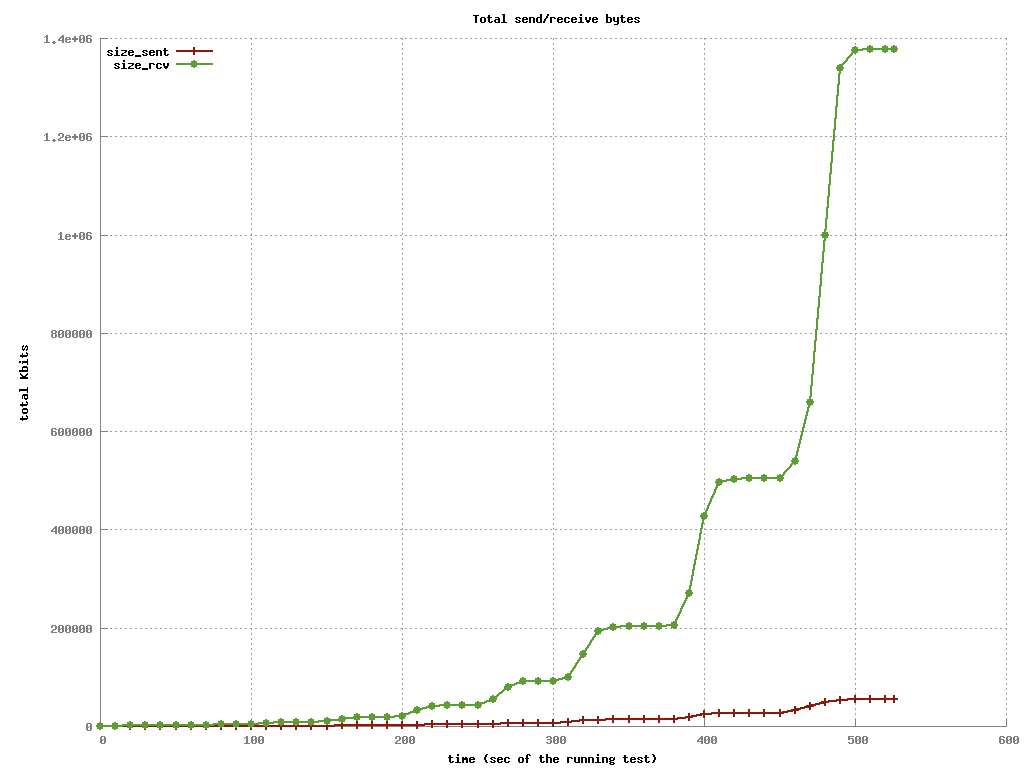 Total send/receive bytes
1.4e+06
size_sent
size_rcv
1.2e+06
1e+06
800000
total Kbits
600000
400000
200000
0
0 100 200 300 400 500 600
time (sec of the running test)